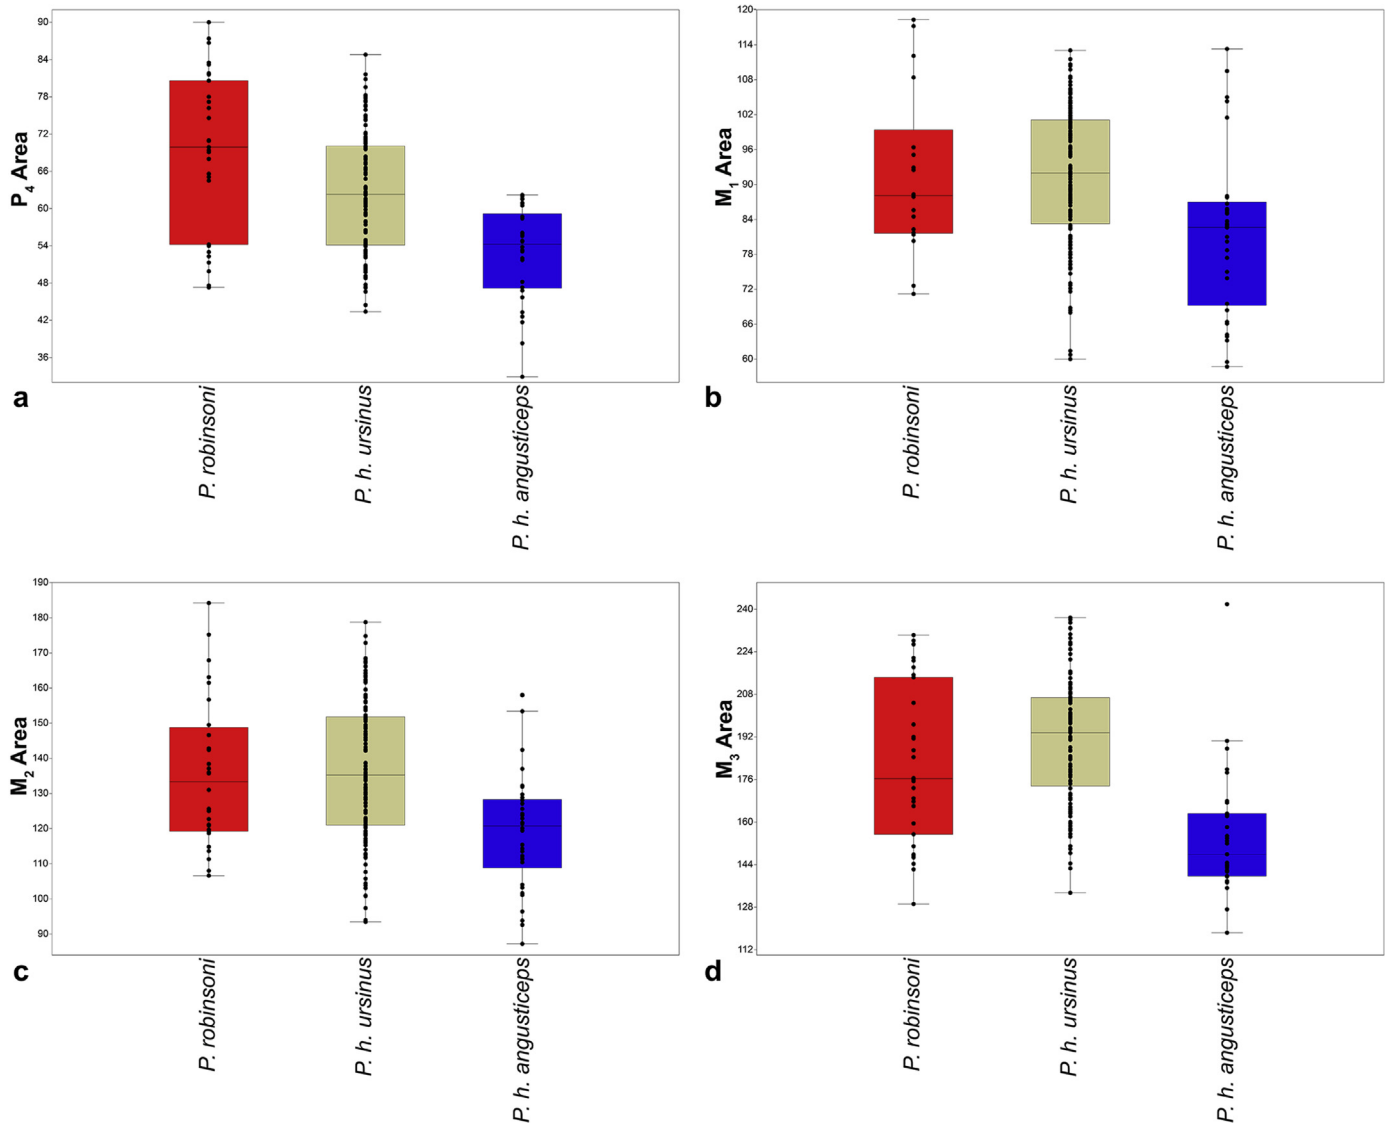 P4 Area
90
84
78
72
66
60
54
48
42
36
a
P. robinsoni
P. h. ursinus
P. h. angusticeps
M1 Area
120
114
108
102
96
90
84
78
72
66
60
b
P. robinsoni
P. h. ursinus
P. h. angusticeps
M2 Area
190
180
170
160
150
140
130
120
110
100
90
c
P. robinsoni
P. h. ursinus
P. h. angusticeps
M3 Area
240
224
208
192
176
160
144
128
112
d
P. robinsoni
P. h. ursinus
P. h. angusticeps